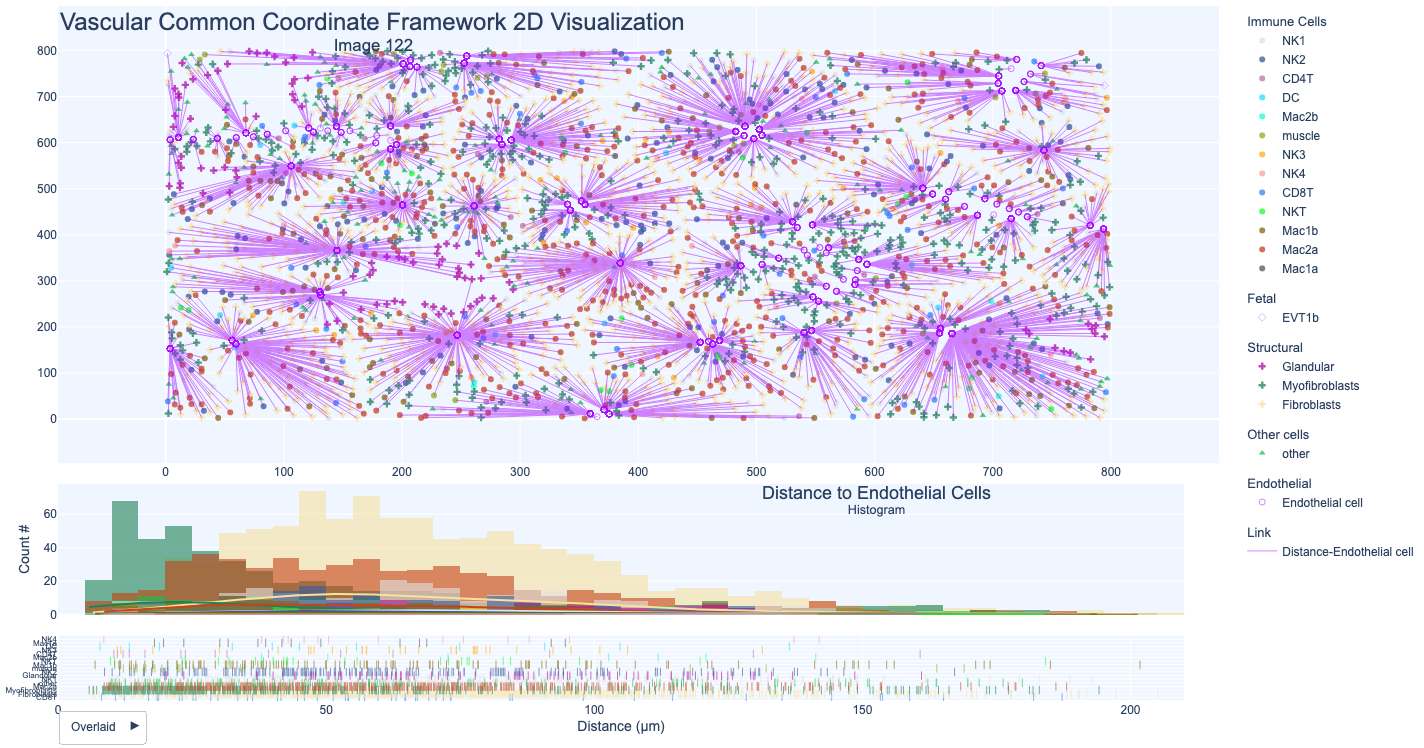 Vascular Common Coordinate Framework 2D Visualization
Image 122
800
700
600
500
400
300
200
100
0
0 100 200 300 400 500 600 700 800
Immune Cells
NK1
NK2
CD4T
DC
Mac2b
muscle
NK3
NK4
CD8T
NKT
Mac1b
Mac2a
Mac1a
Fetal
EVT1b
Structural
Glandular
Myofibroblasts
Fibroblasts
Other cells
other
Endothelial
Endothelial cell
Link
Distance-Endothelial cell
Distance to Endothelial Cells
Histogram
Count #
60
40
20
0
NK4
Glandular
Myofibroblasts
0 50 100 150 200
Distance (μm)
Overlaid ►